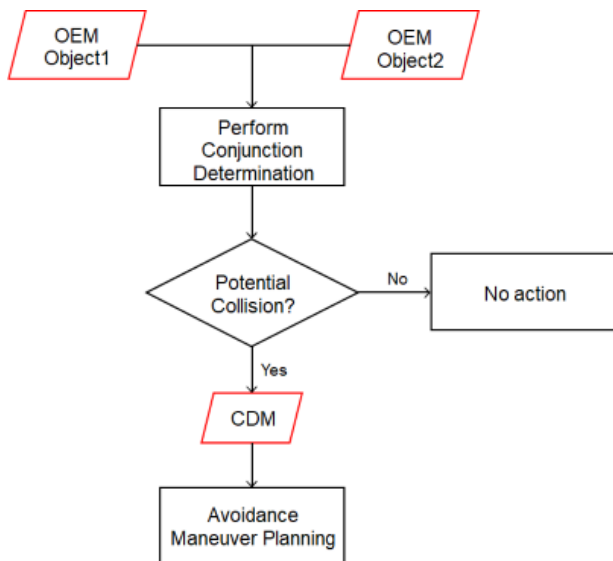 OEM
Object1
OEM
Object2
Perform
Conjunction
Determination
Potential
Collision?
No
No action
Yes
CDM
Avoidance
Maneuver Planning